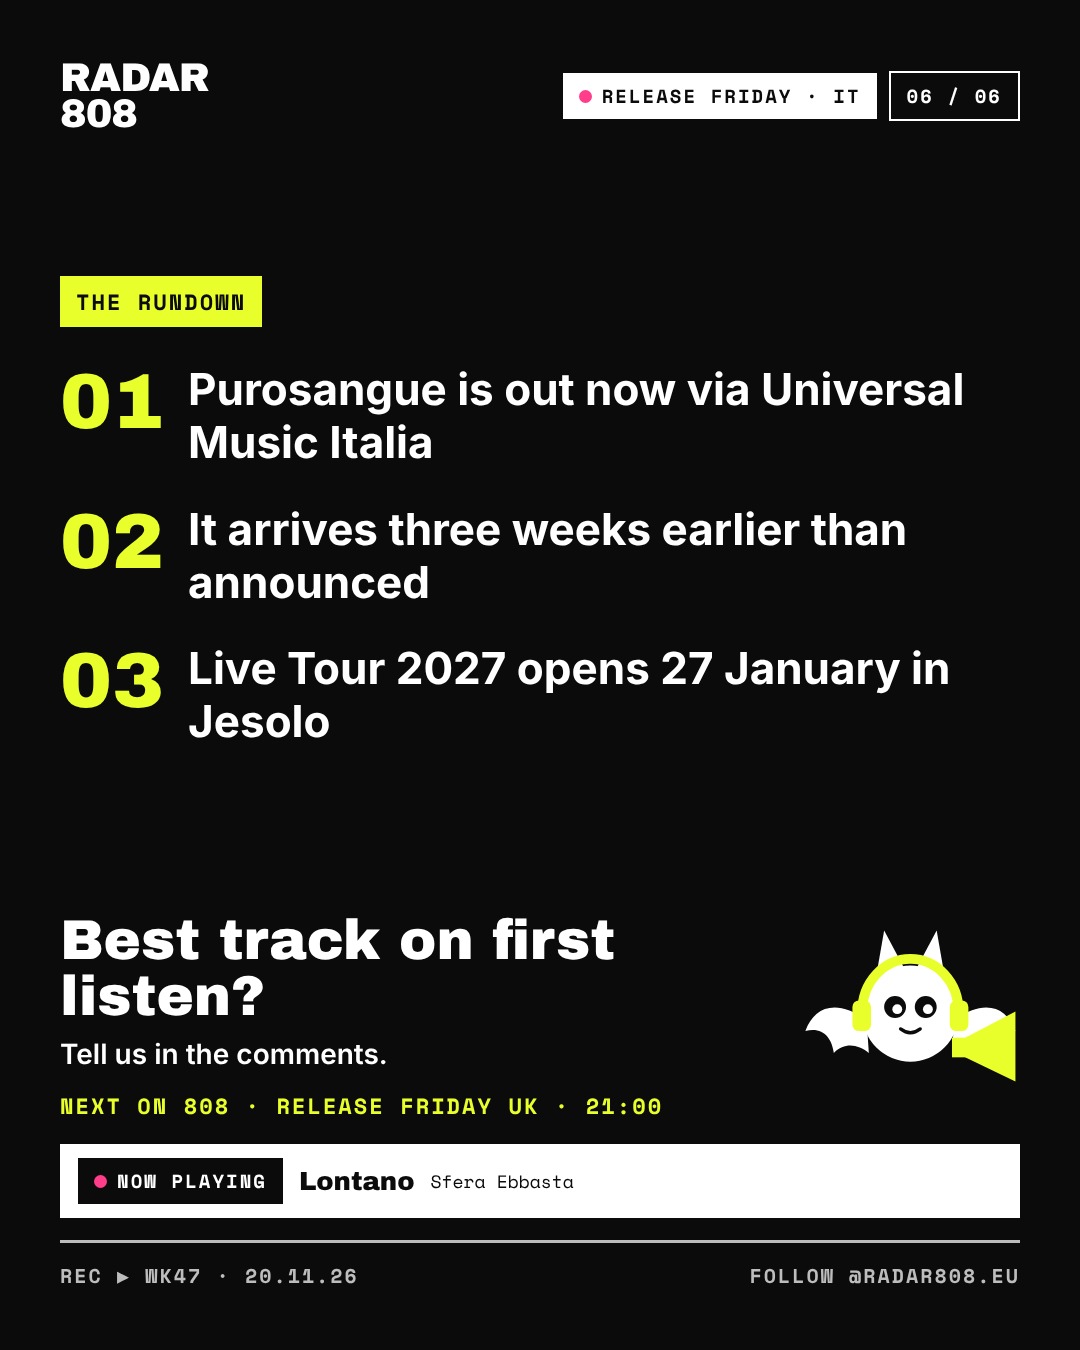 RADAR
808
RELEASE FRIDAY · IT
06 / 06
THE RUNDOWN
01 Purosangue is out now via Universal
Music Italia
02 It arrives three weeks earlier than
announced
03 Live Tour 2027 opens 27 January in
Jesolo
Best track on first
listen?
Tell us in the comments.
NEXT ON 808 · RELEASE FRIDAY UK · 21:00
NOW PLAYING Lontano Sfera Ebbasta
REC ▶ WK47 · 20.11.26
FOLLOW @RADAR808.EU